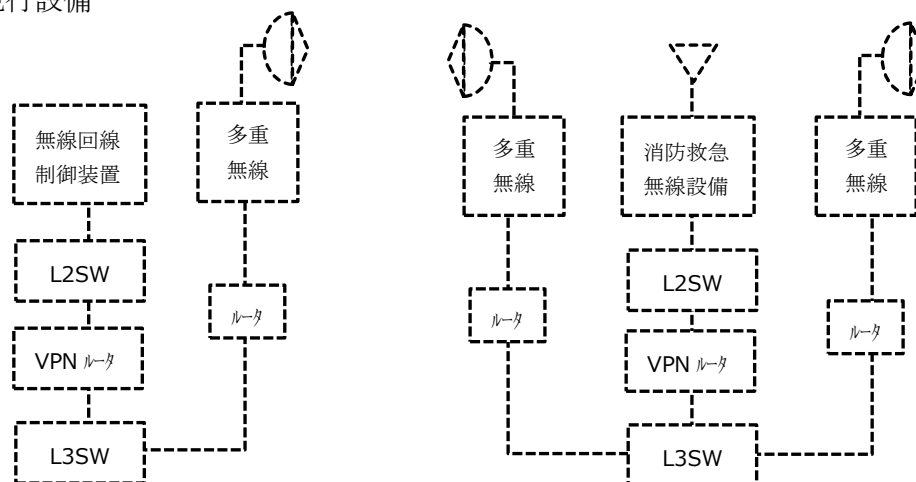 行設備
無線回線
制御装置
L2SW
VPN ルータ
L3SW
多重
無線
ルータ
多重
無線
ルータ
消防救急
無線設備
L2SW
VPN ルータ
L3SW
多重
無線
ルータ